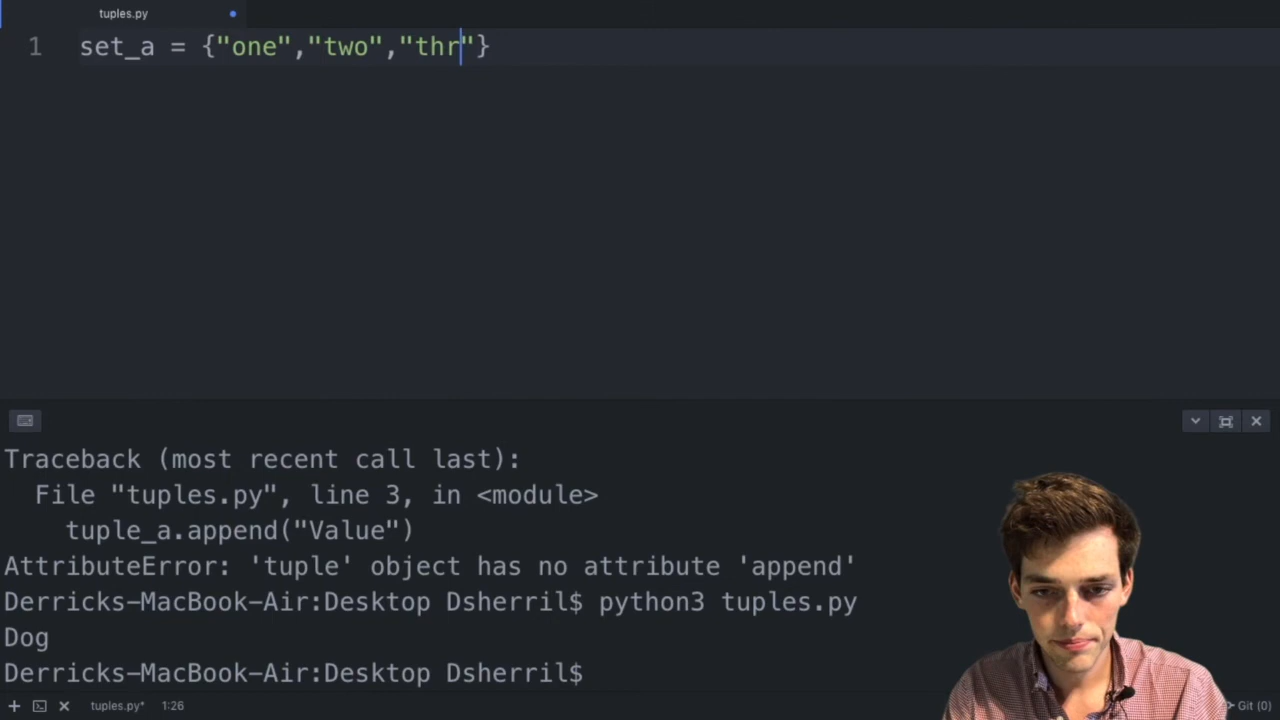 tuples.py
1 set_a = {"one","two","thr"}
Traceback (most recent call last):
File "tuples.py", line 3, in <module>
tuple_a.append("Value")
AttributeError: 'tuple' object has no attribute 'append'
Derricks-MacBook-Air:Desktop Dsherril$ python3 tuples.py
Dog
Derricks-MacBook-Air:Desktop Dsherril$
tuples.py* 1:26 Git (0)